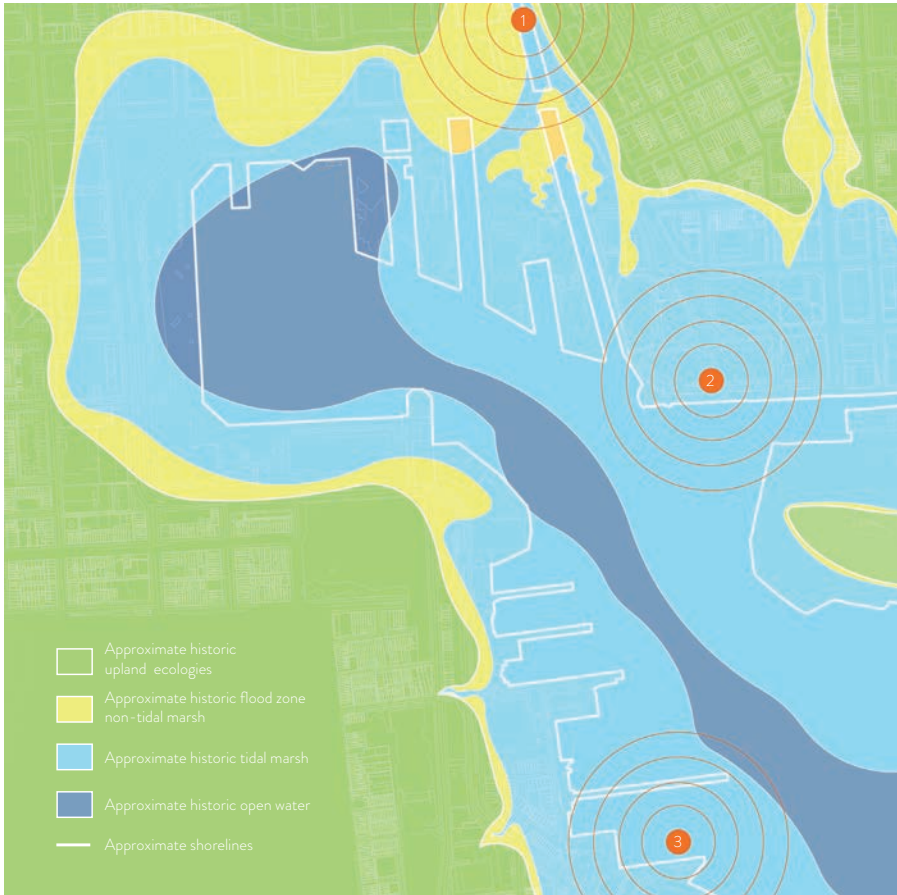 1
2
3
Approximate historic
upland ecologies
Approximate historic flood zone
non-tidal marsh
Approximate historic tidal marsh
Approximate historic open water
Approximate shorelines